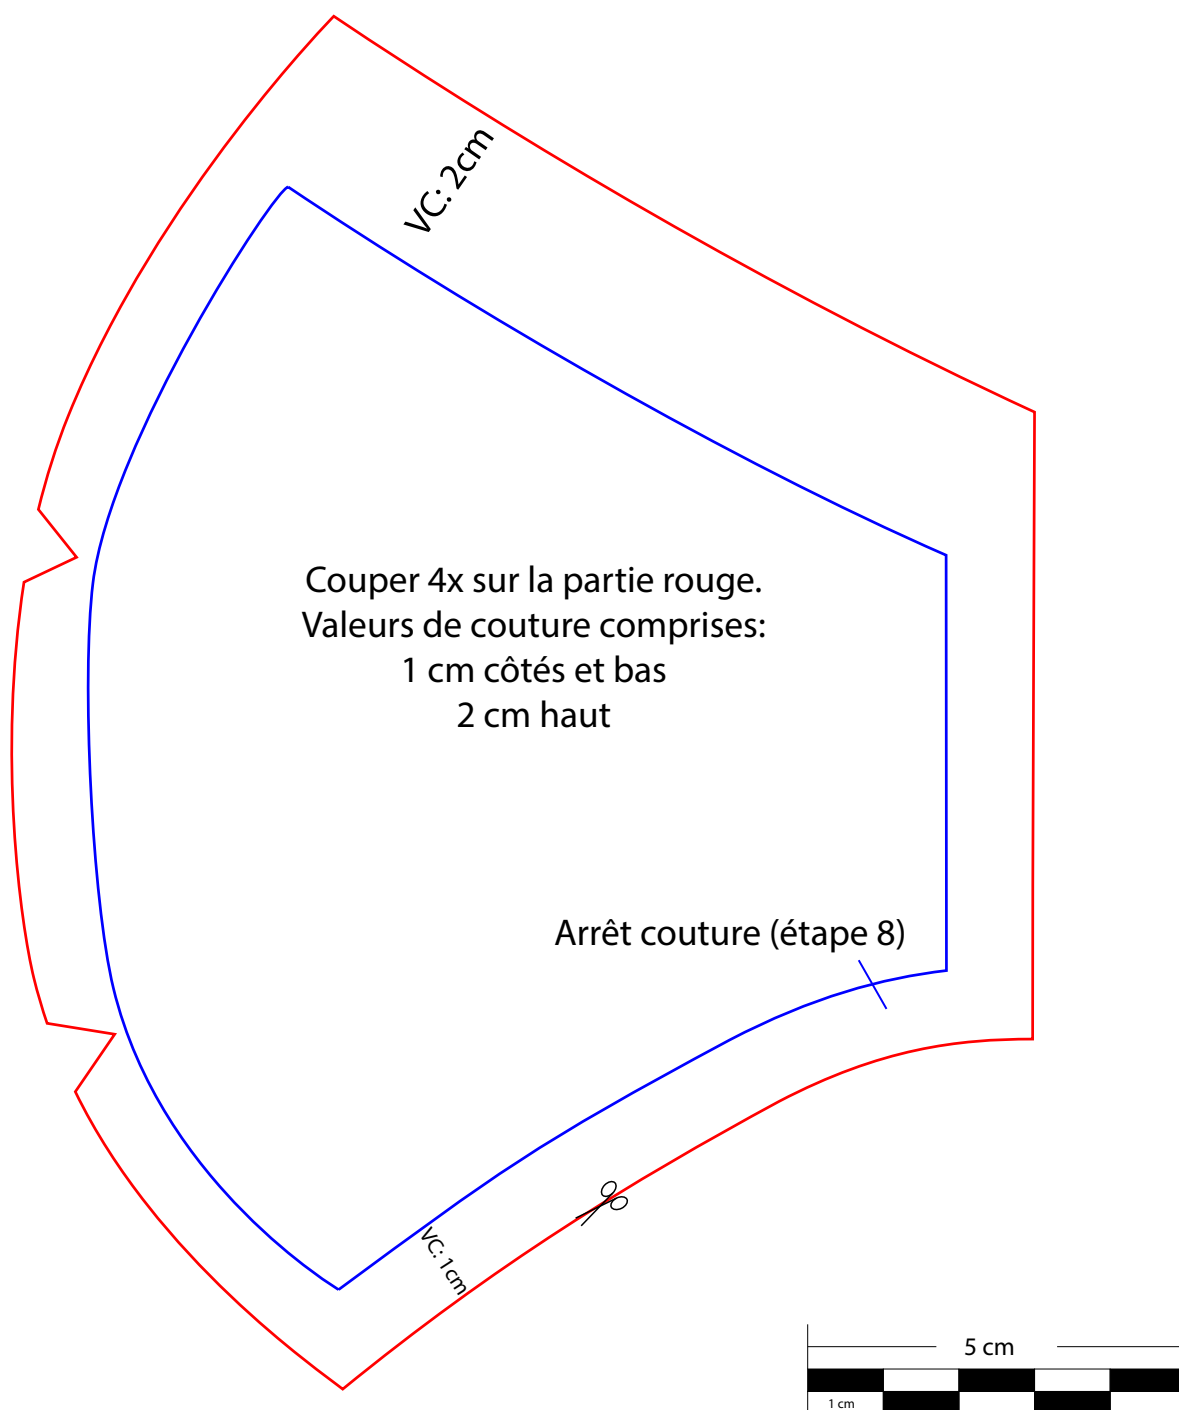 VC: 2cm
Couper 4x sur la partie rouge.
Valeurs de couture comprises:
1 cm côtés et bas
2 cm haut
Arrêt couture (étape 8)
VC: 1cm
5 cm
1 cm